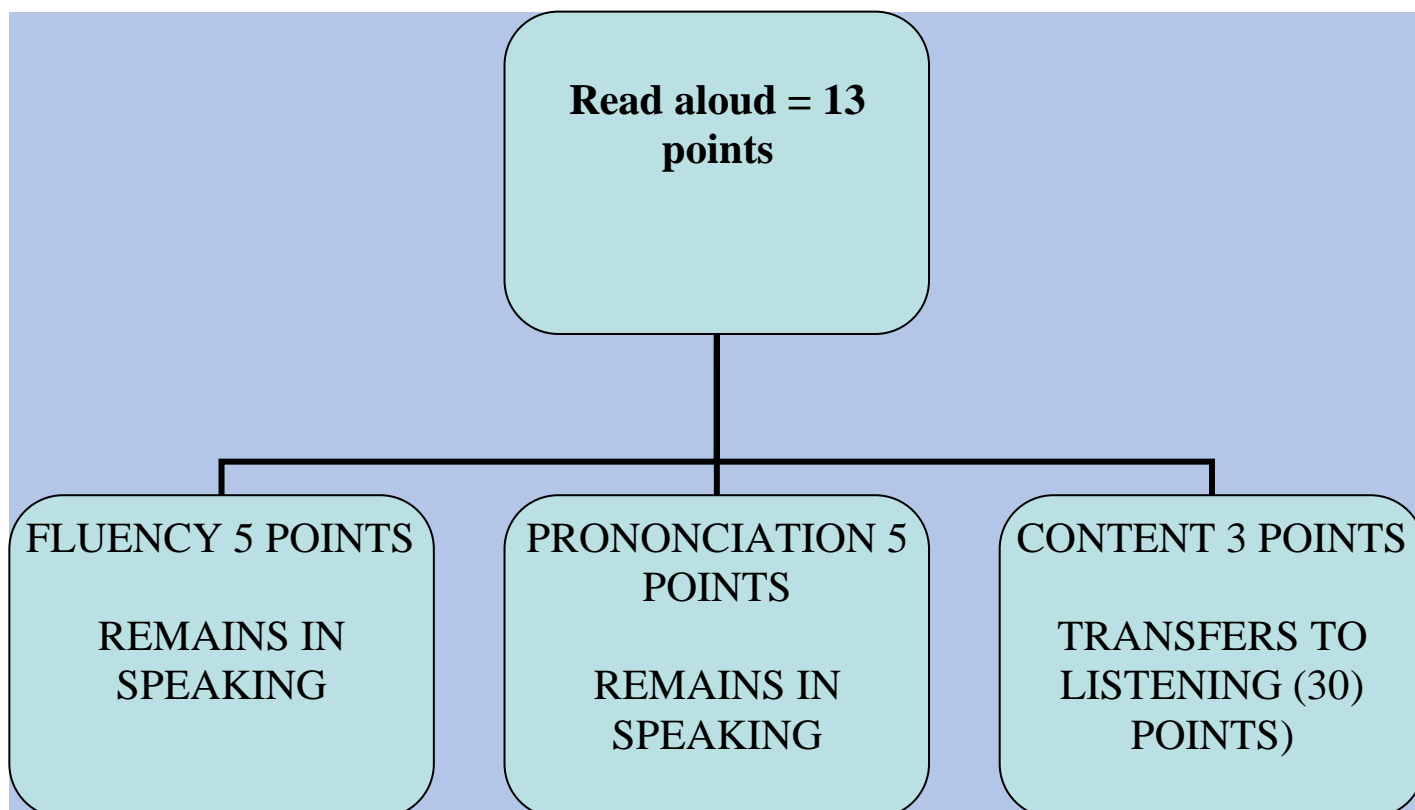 Read aloud = 13
points
FLUENCY 5 POINTS
REMAINS IN
SPEAKING
PRONONCIATION 5
POINTS
REMAINS IN
SPEAKING
CONTENT 3 POINTS
TRANSFERS TO
LISTENING (30)
POINTS)